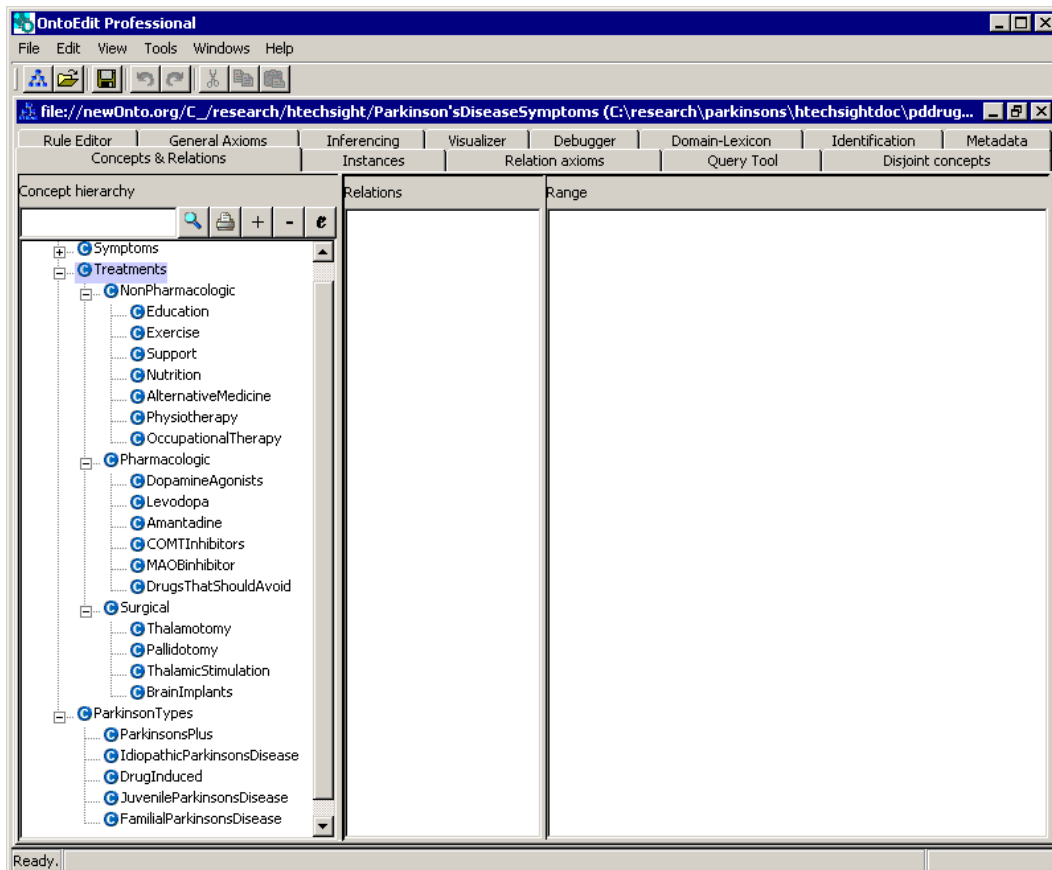 OntoEdit Professional
File Edit View Tools Windows Help
file://newOnto.org/C_/research/htechsight/Parkinson'sDiseaseSymptoms (C:\research\parkinsons\htechsightdoc\pddrug...
Rule Editor General Axioms Inferencing Visualizer Debugger Domain-Lexicon Identification Metadata
Concepts & Relations Instances Relation axioms Query Tool Disjoint concepts
Concept hierarchy Relations Range
+ - e
Symptoms
Treatments
NonPharmacologic
Education
Exercise
Support
Nutrition
AlternativeMedicine
Physiotherapy
OccupationalTherapy
Pharmacologic
DopamineAgonists
Levodopa
Amantadine
COMTInhibitors
MAOBinhibitor
DrugsThatShouldAvoid
Surgical
Thalamotomy
Pallidotomy
ThalamicStimulation
BrainImplants
ParkinsonTypes
ParkinsonsPlus
IdiopathicParkinsonsDisease
DrugInduced
JuvenileParkinsonsDisease
FamilialParkinsonsDisease
Ready.